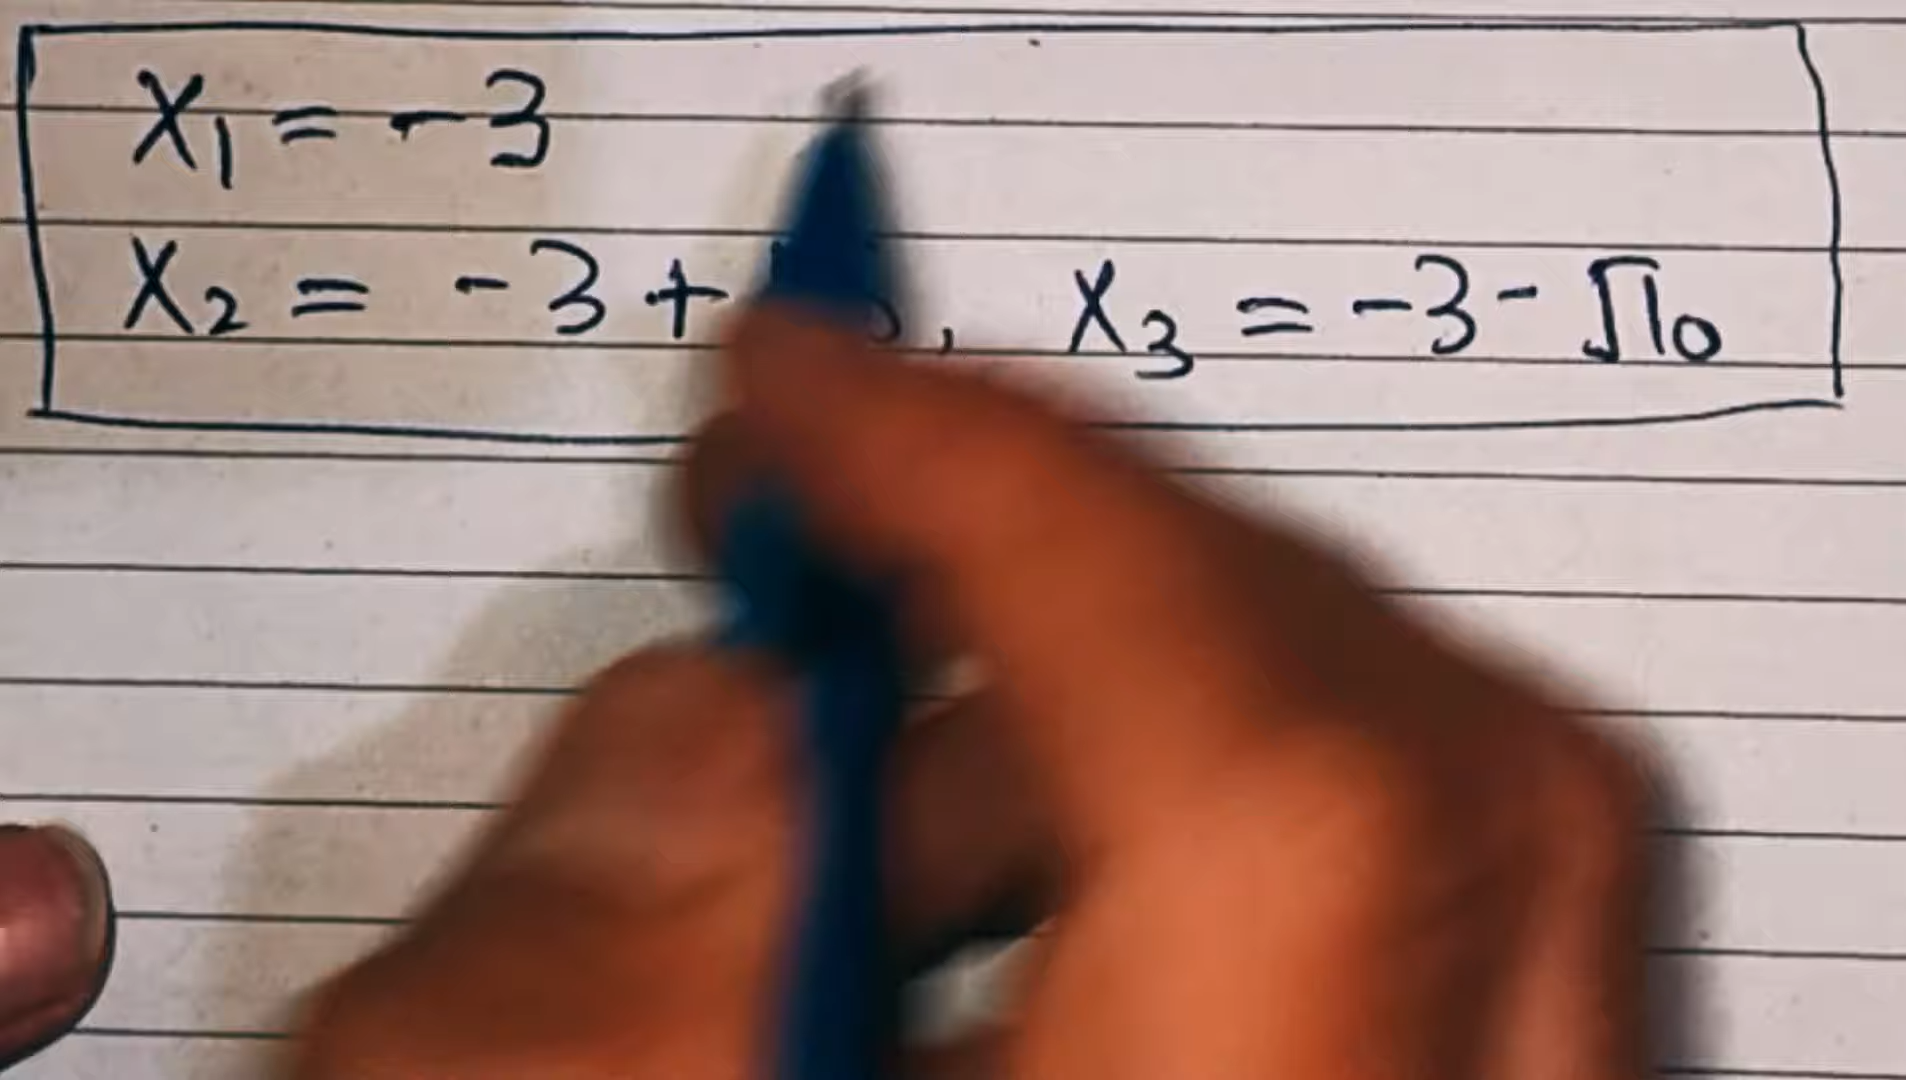 X₁ = -3
X₂ = -3 + , X₃ = -3 - √10